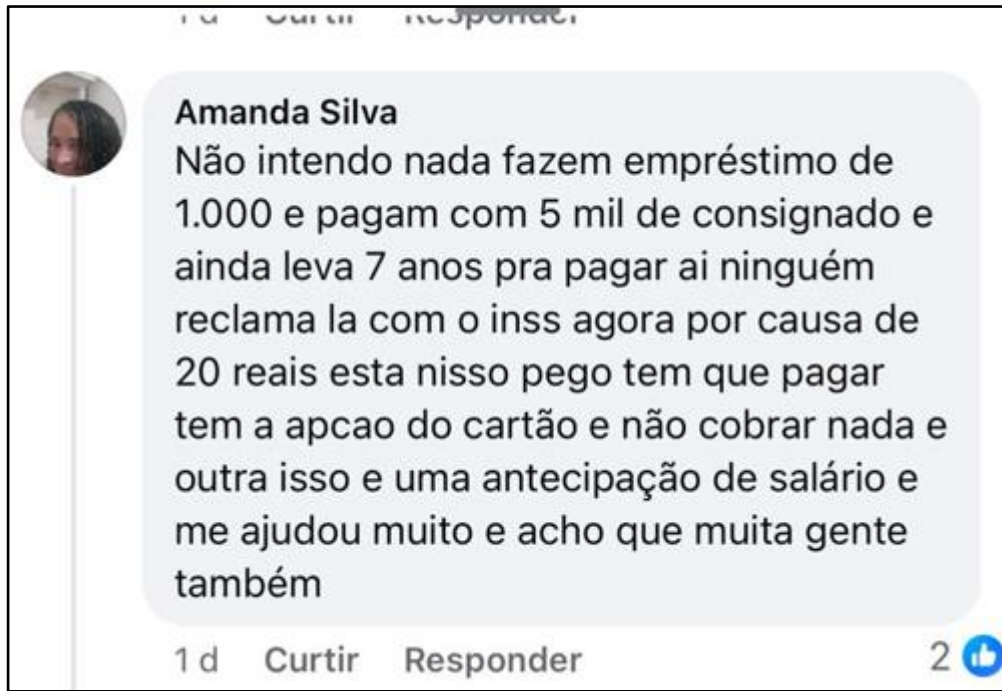 Amanda Silva
Não intendo nada fazem empréstimo de
1.000 e pagam com 5 mil de consignado e
ainda leva 7 anos pra pagar ai ninguém
reclama la com o inss agora por causa de
20 reais esta nisso pego tem que pagar
tem a apcao do cartão e não cobrar nada e
outra isso e uma antecipação de salário e
me ajudou muito e acho que muita gente
também
1 d Curtir Responder 2